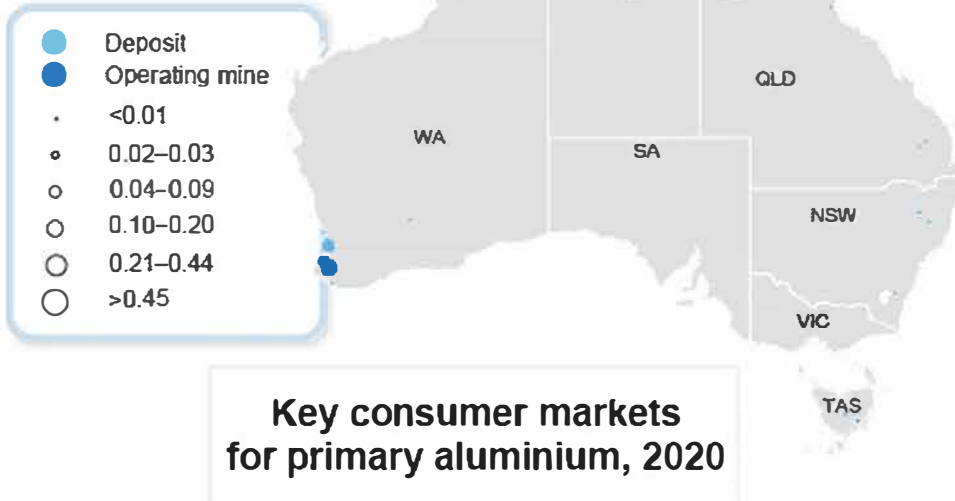 Deposit
Operating mine
<0.01
0.02–0.03
0.04–0.09
0.10–0.20
0.21–0.44
>0.45
QLD
WA
SA
NSW
VIC
TAS
Key consumer markets
for primary aluminium, 2020